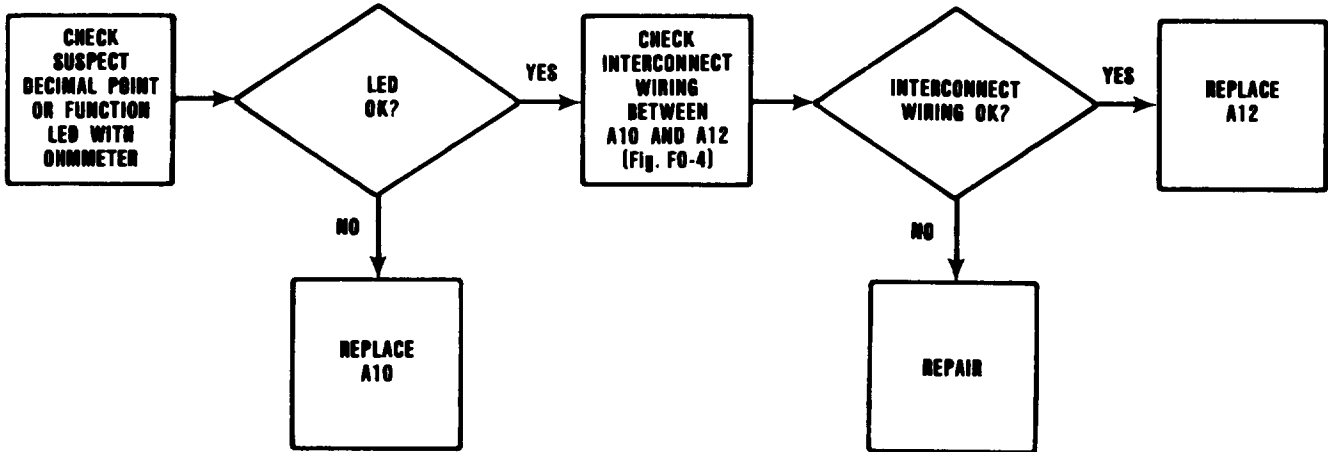 CHECK
SUSPECT
DECIMAL POINT
OR FUNCTION
LED WITH
OHMMETER
LED
OK?
YES
CHECK
INTERCONNECT
WIRING
BETWEEN
A10 AND A12
(Fig. FO-4)
INTERCONNECT
WIRING OK?
YES
REPLACE
A12
NO
REPLACE
A10
NO
REPAIR